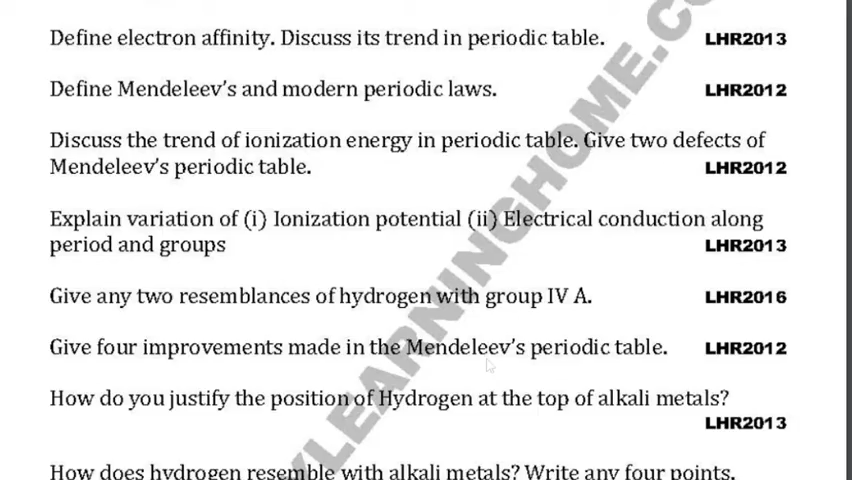 Define electron affinity. Discuss its trend in periodic table. LHR2013
Define Mendeleev's and modern periodic laws. LHR2012
Discuss the trend of ionization energy in periodic table. Give two defects of
Mendeleev's periodic table. LHR2012
Explain variation of (i) Ionization potential (ii) Electrical conduction along
period and groups LHR2013
Give any two resemblances of hydrogen with group IV A. LHR2016
Give four improvements made in the Mendeleev's periodic table. LHR2012
How do you justify the position of Hydrogen at the top of alkali metals?
LHR2013
How does hydrogen resemble with alkali metals? Write any four points.
YLEARNINGHOME.CO